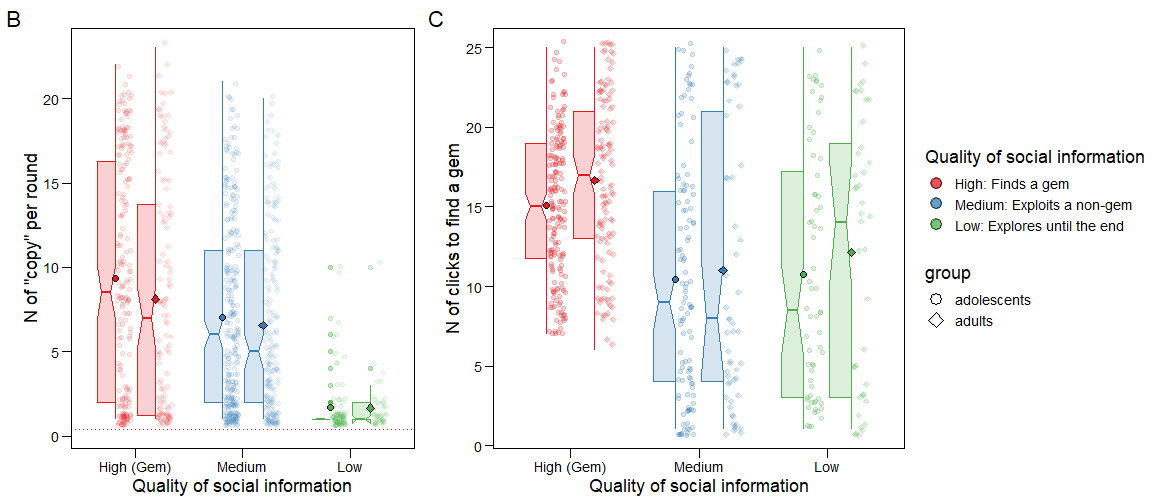 B
N of "copy" per round
20
15
10
5
0
High (Gem)
Medium
Low
Quality of social information
C
N of clicks to find a gem
25
20
15
10
5
0
High (Gem)
Medium
Low
Quality of social information
Quality of social information
High: Finds a gem
Medium: Exploits a non-gem
Low: Explores until the end
group
adolescents
adults